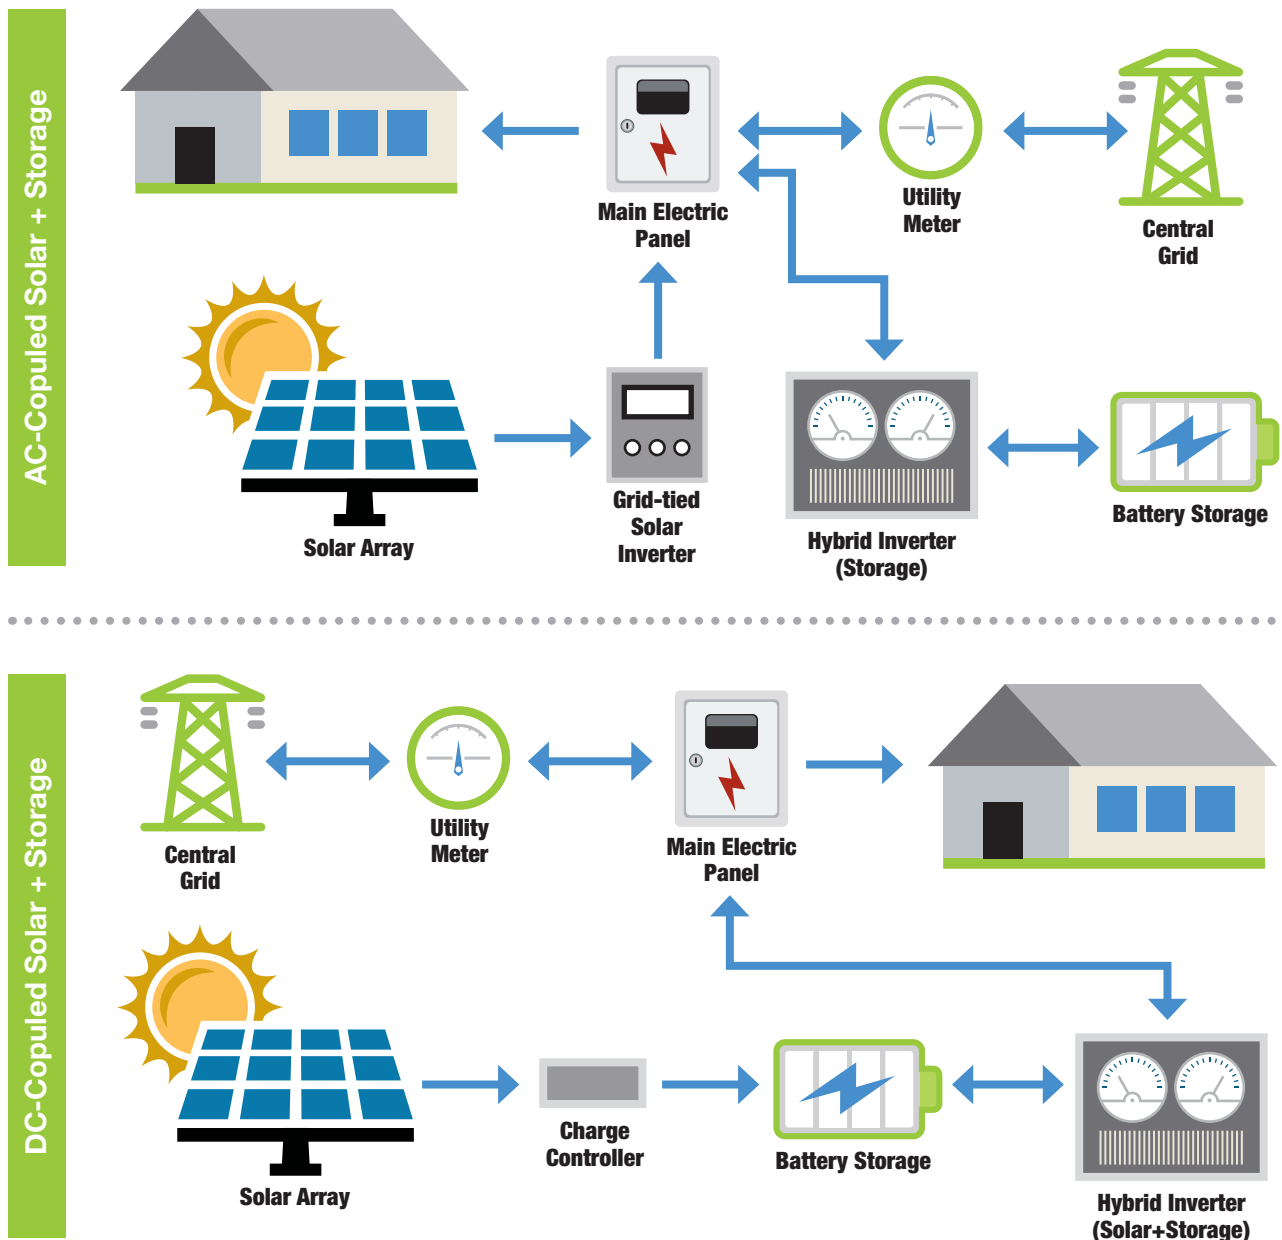 AC-Copuled Solar + Storage
Main Electric
Panel
Utility
Meter
Central
Grid
Solar Array
Grid-tied
Solar
Inverter
Hybrid Inverter
(Storage)
Battery Storage
DC-Copuled Solar + Storage
Central
Grid
Utility
Meter
Main Electric
Panel
Solar Array
Charge
Controller
Battery Storage
Hybrid Inverter
(Solar+Storage)